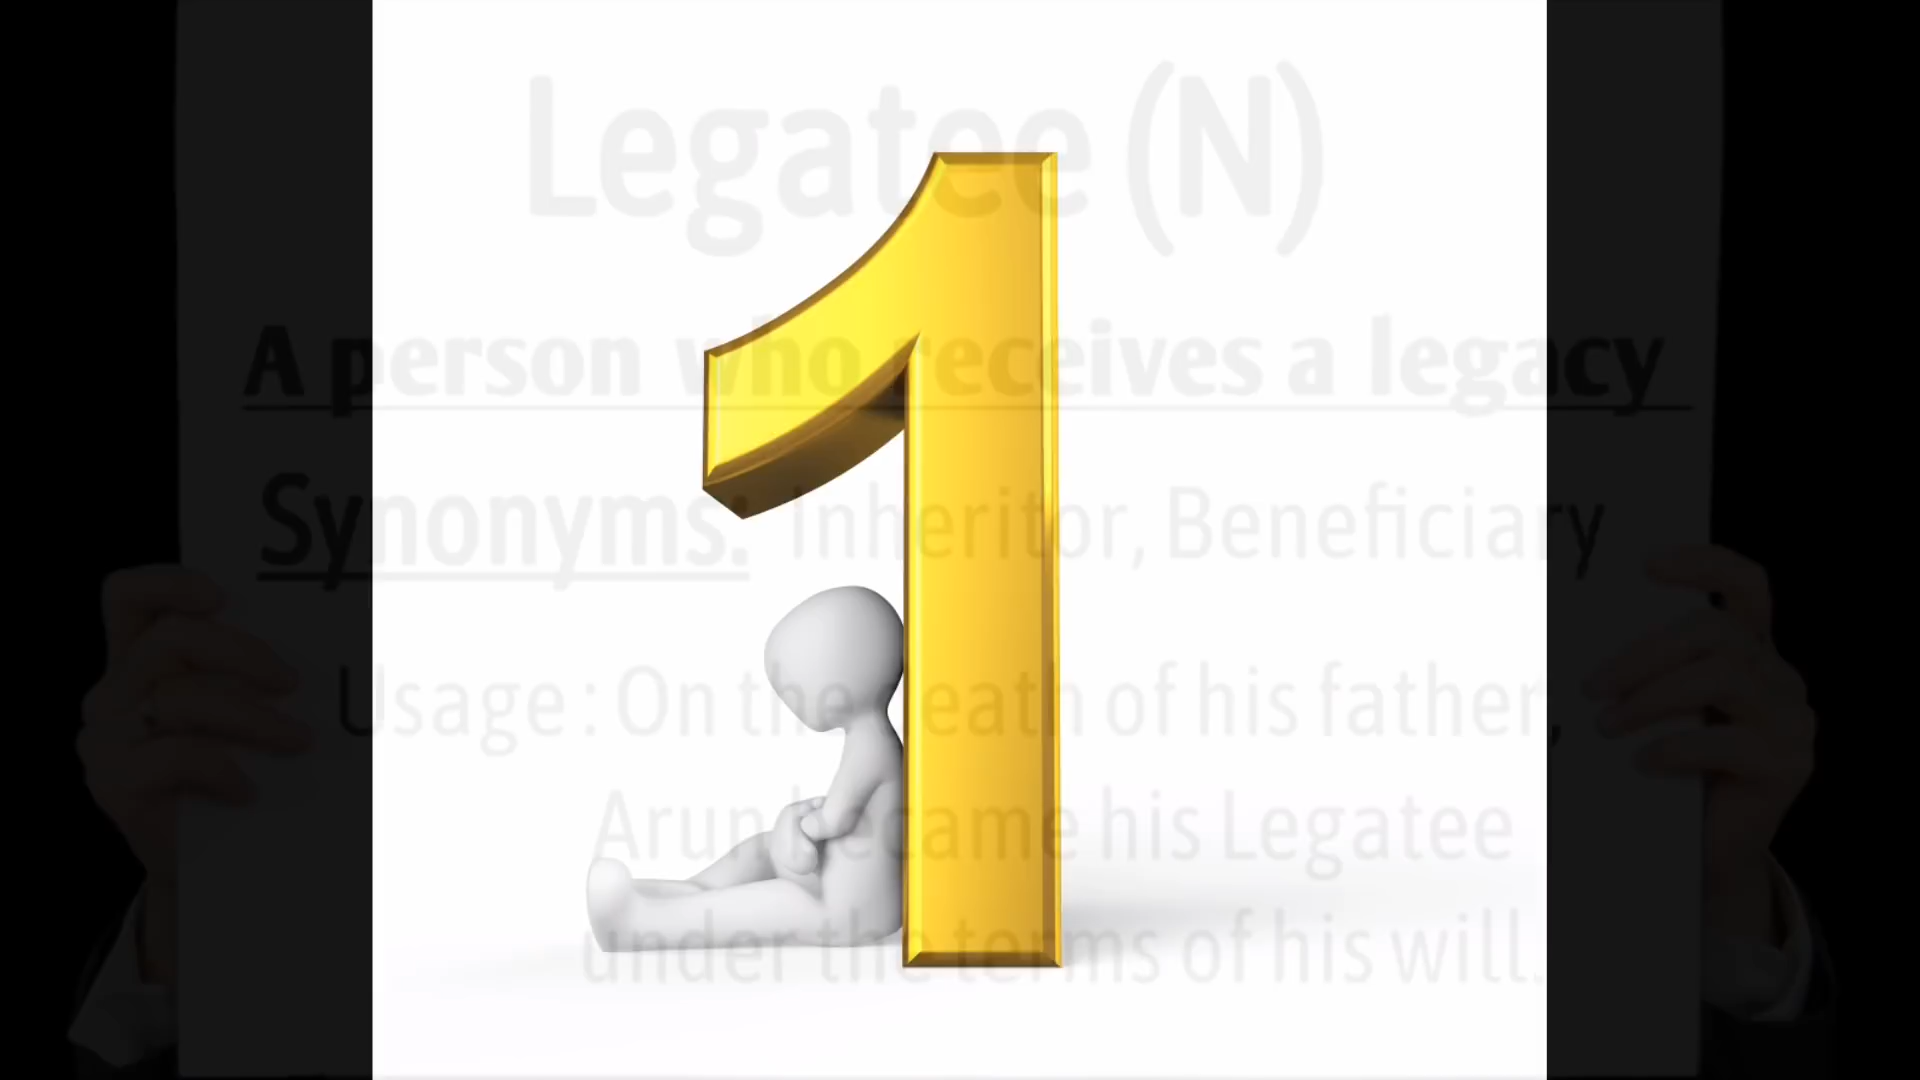 Legatee (N)
A person who receives a legacy
Synonyms: Inheritor, Beneficiary
Usage : On the death of his father,
Arun became his Legatee
under the terms of his will.
1